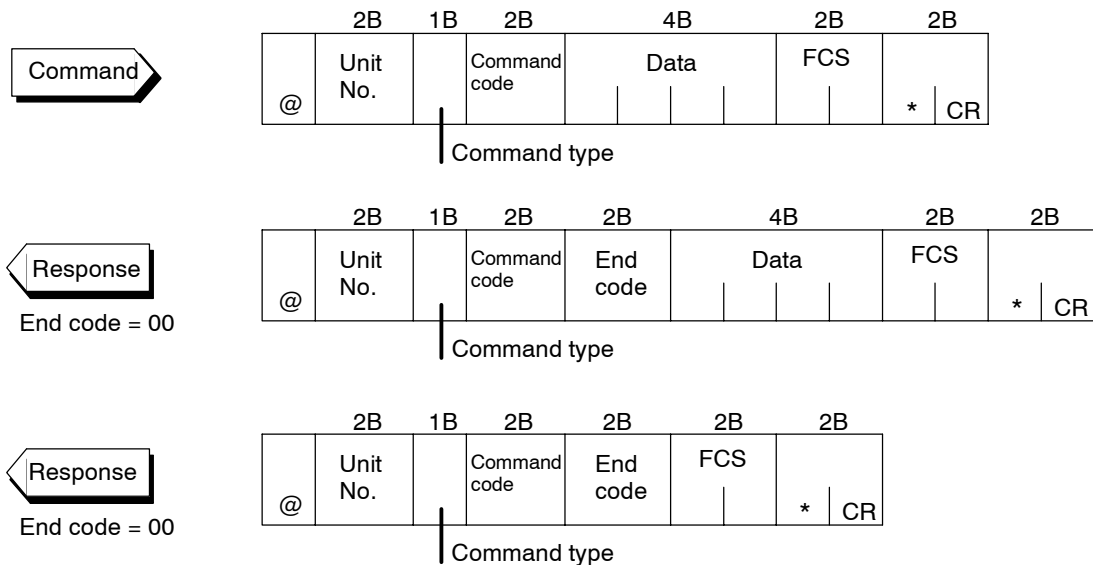 2B 1B 2B 4B 2B 2B
Command
@ Unit No. Command code Data FCS * CR
Command type
2B 1B 2B 2B 4B 2B 2B
Response
@ Unit No. Command code End code Data FCS * CR
End code = 00
Command type
2B 1B 2B 2B 2B 2B
Response
@ Unit No. Command code End code FCS * CR
End code = 00
Command type